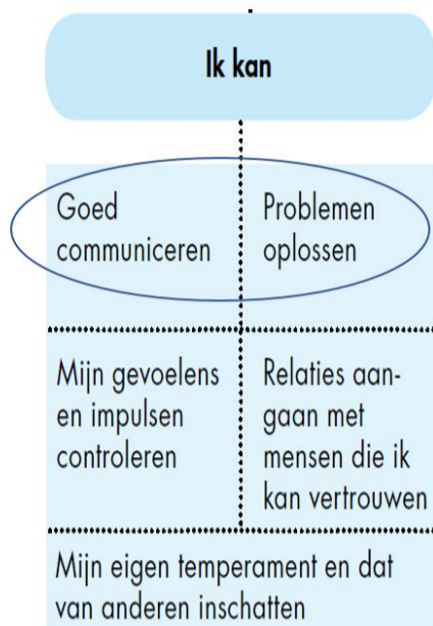 Ik kan
Goed
communiceren
Problemen
oplossen
Mijn gevoelens
en impulsen
controleren
Relaties aan-
gaan met
mensen die ik
kan vertrouwen
Mijn eigen temperament en dat
van anderen inschatten